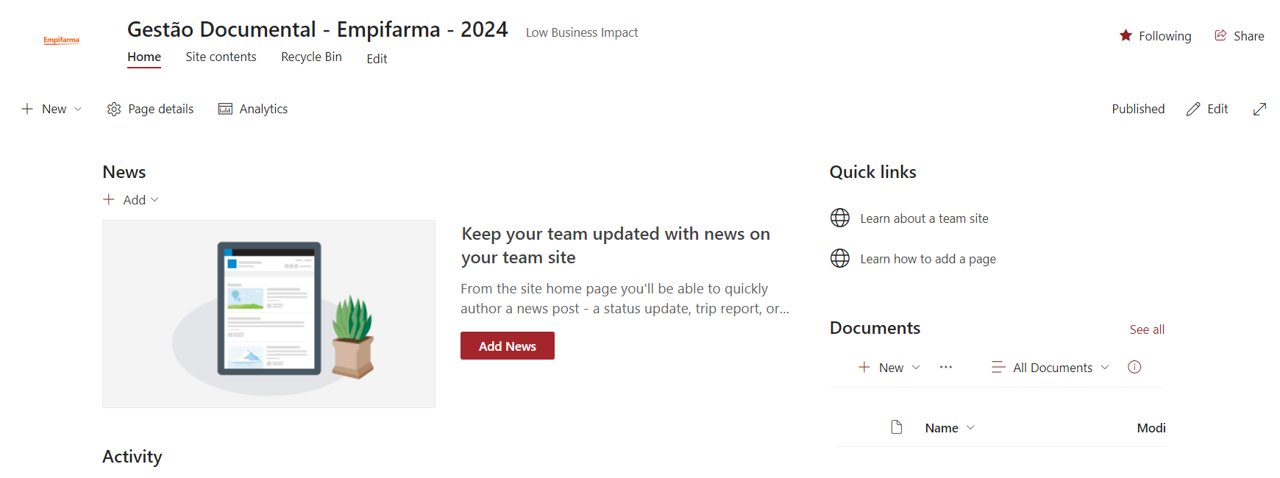 Empifarma
Gestão Documental - Empifarma - 2024 Low Business Impact
Home Site contents Recycle Bin Edit
Following Share
New Page details Analytics
Published Edit
News
Add
Keep your team updated with news on
your team site
From the site home page you'll be able to quickly
author a news post - a status update, trip report, or...
Add News
Activity
Quick links
Learn about a team site
Learn how to add a page
Documents See all
New All Documents
Name Modi